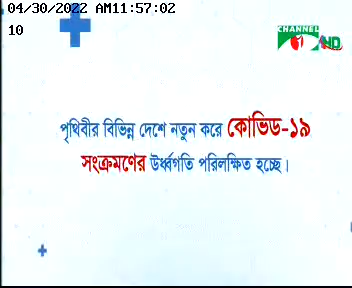 04/30/2022 AM11:57:02
10
CHANNEL
HD
পৃথিবীর বিভিন্ন দেশে নতুন করে কোভিড-১৯
সংক্রমণের উর্ধ্বগতি পরিলক্ষিত হচ্ছে।